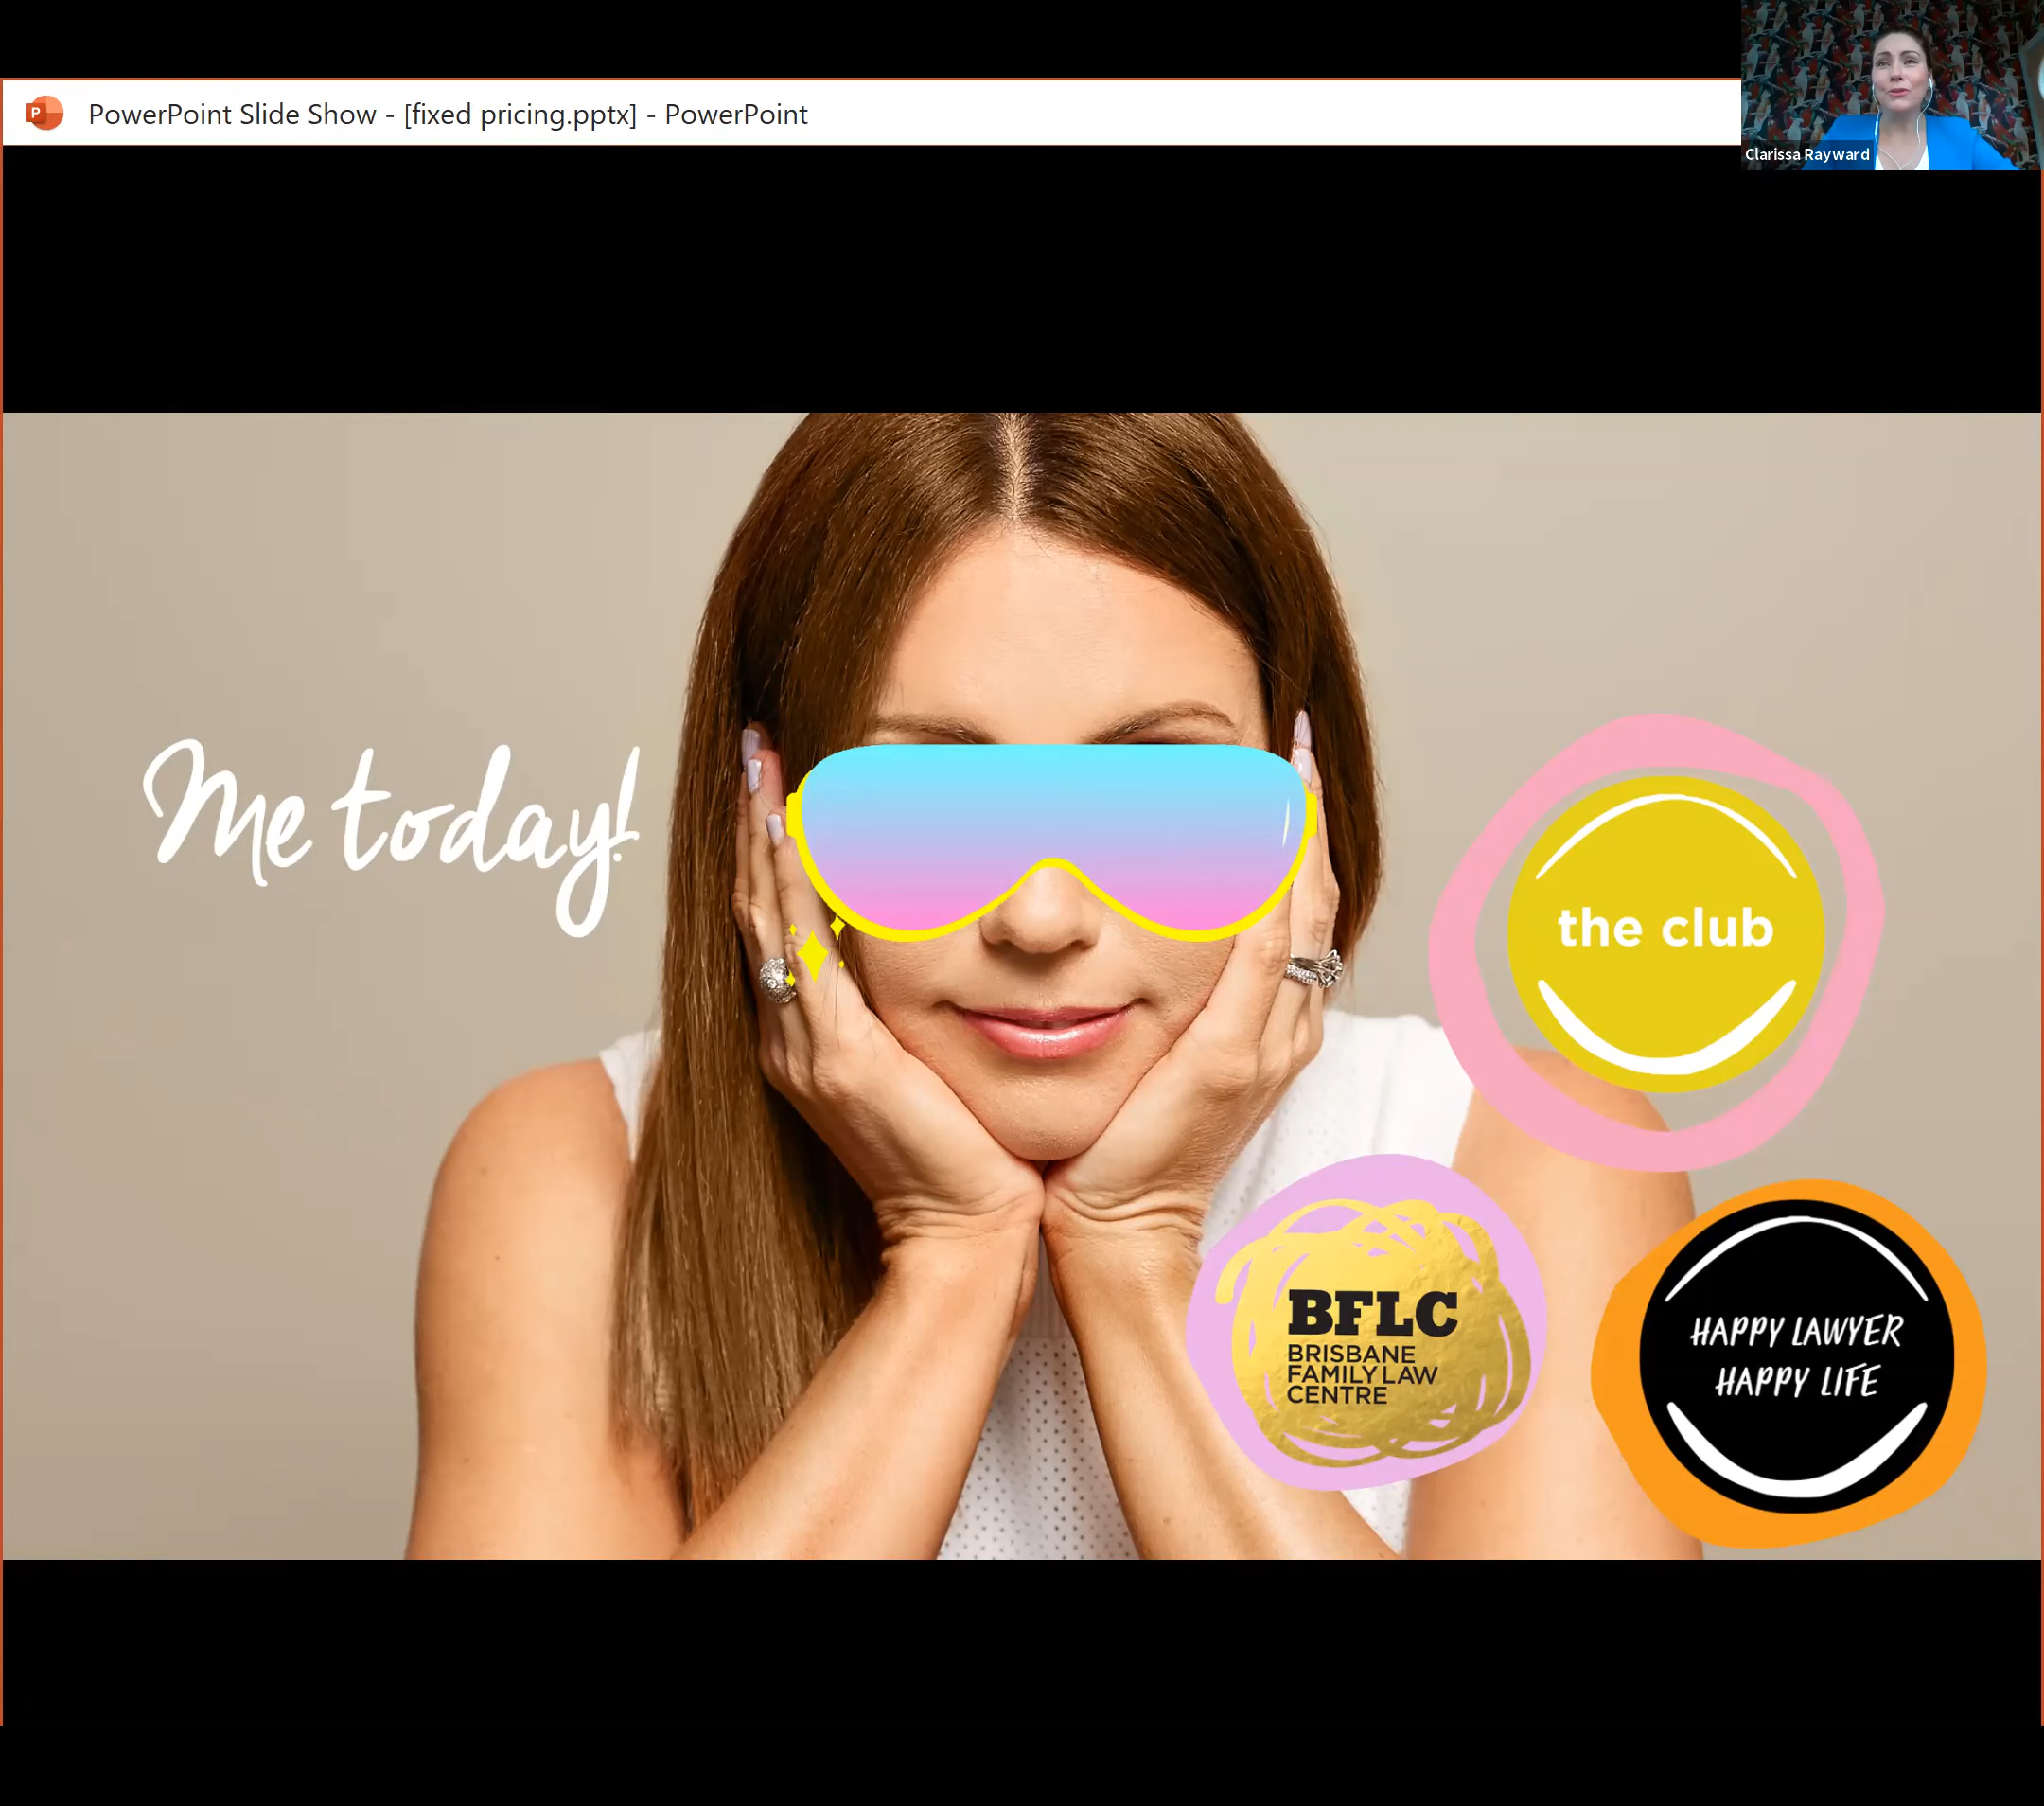 PowerPoint Slide Show - [fixed pricing.pptx] - PowerPoint
Clarissa Rayward
Me today!
the club
BFLC
BRISBANE
FAMILY LAW
CENTRE
HAPPY LAWYER
HAPPY LIFE